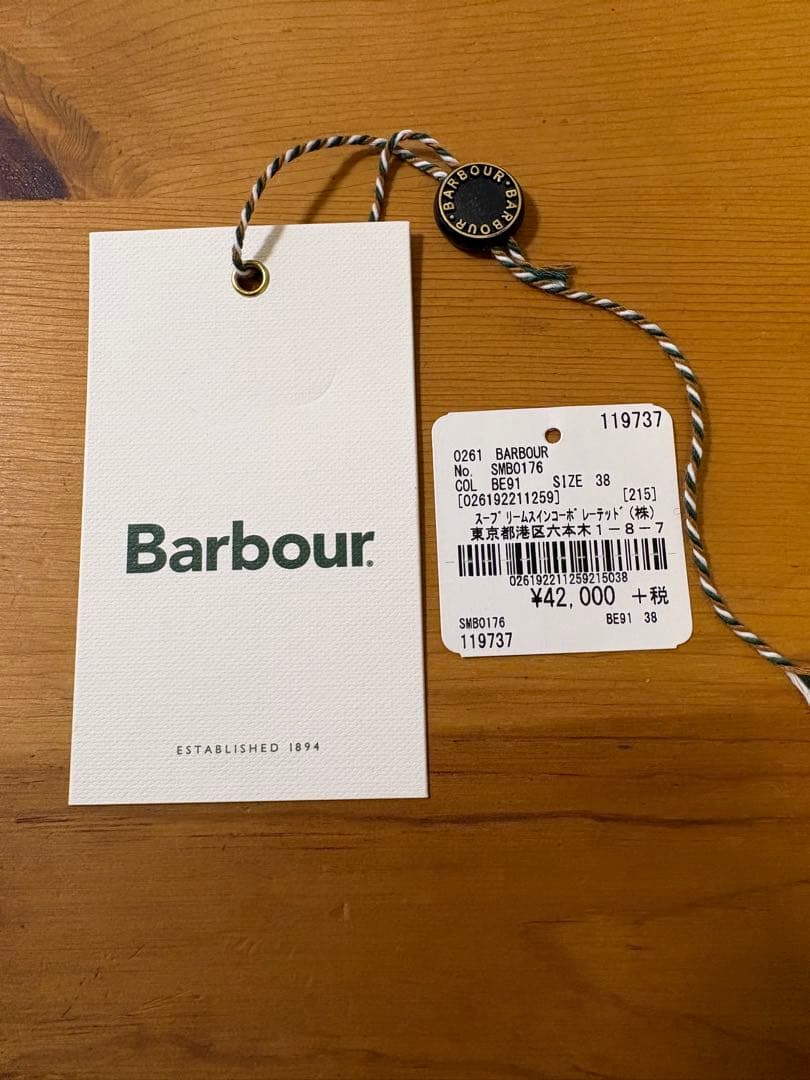 BARBOUR · BARBOUR · BARBOUR ·
Barbour.
ESTABLISHED 1894
119737
0261 BARBOUR
No. SMB0176
COL BE91 SIZE 38
[026192211259] [215]
スープリームスインコーポレーテッド(株)
東京都港区六本木1-8-7
026192211259215038
¥42,000 +税
SMB0176 BE91 38
119737